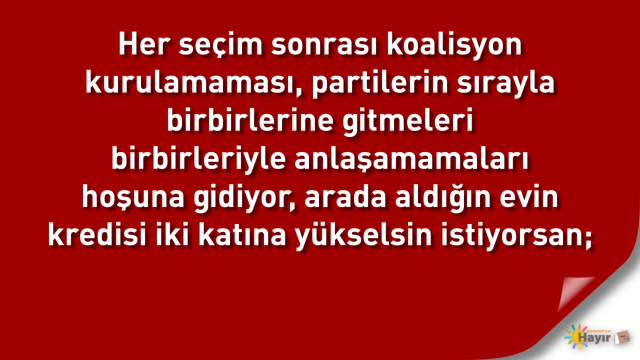 Her seçim sonrası koalisyon
kurulamaması, partilerin sırayla
birbirlerine gitmeleri
birbirleriyle anlaşamamaları
hoşuna gidiyor, arada aldığın evin
kredisi iki katına yükselsin istiyorsan;
Hayır